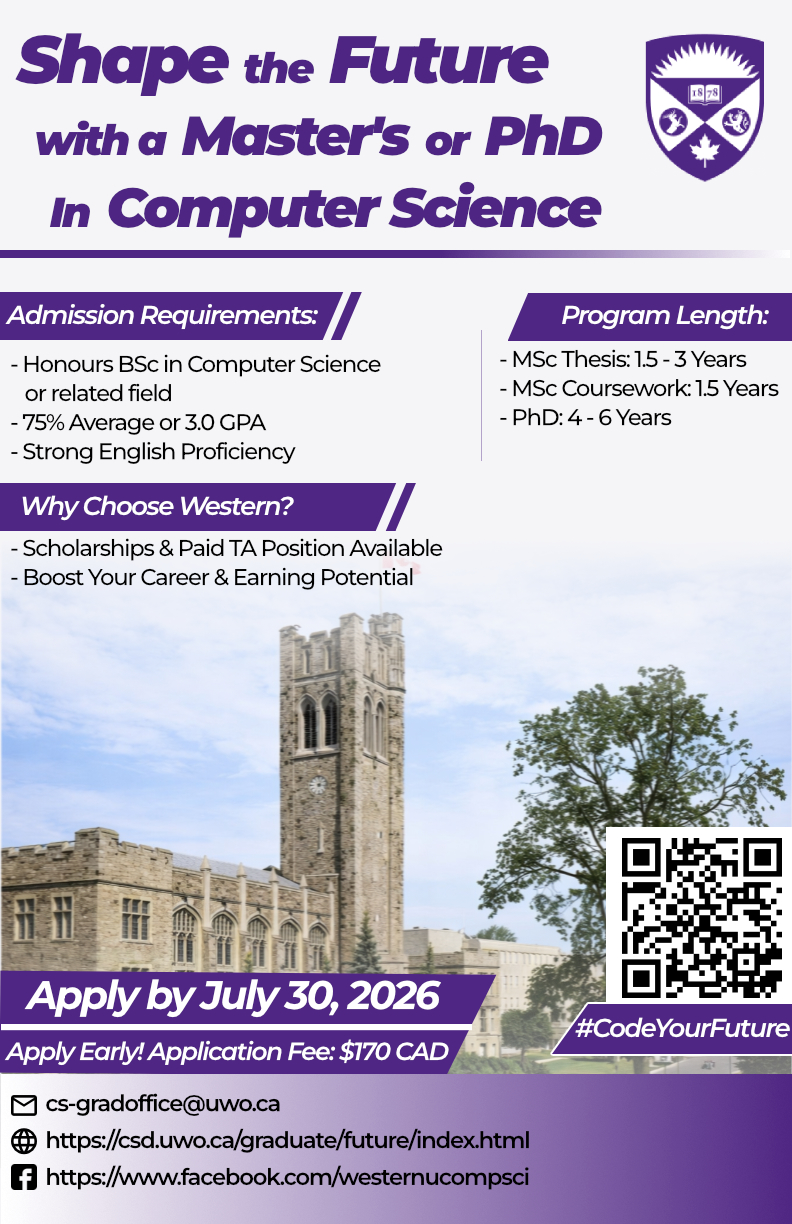 Shape the Future
with a Master's or PhD
In Computer Science
18 78
Admission Requirements:
- Honours BSc in Computer Science
or related field
- 75% Average or 3.0 GPA
- Strong English Proficiency
Program Length:
- MSc Thesis: 1.5 - 3 Years
- MSc Coursework: 1.5 Years
- PhD: 4 - 6 Years
Why Choose Western?
- Scholarships & Paid TA Position Available
- Boost Your Career & Earning Potential
Apply by July 30, 2026
Apply Early! Application Fee: $170 CAD
#CodeYourFuture
cs-gradoffice@uwo.ca
https://csd.uwo.ca/graduate/future/index.html
https://www.facebook.com/westernucompsci